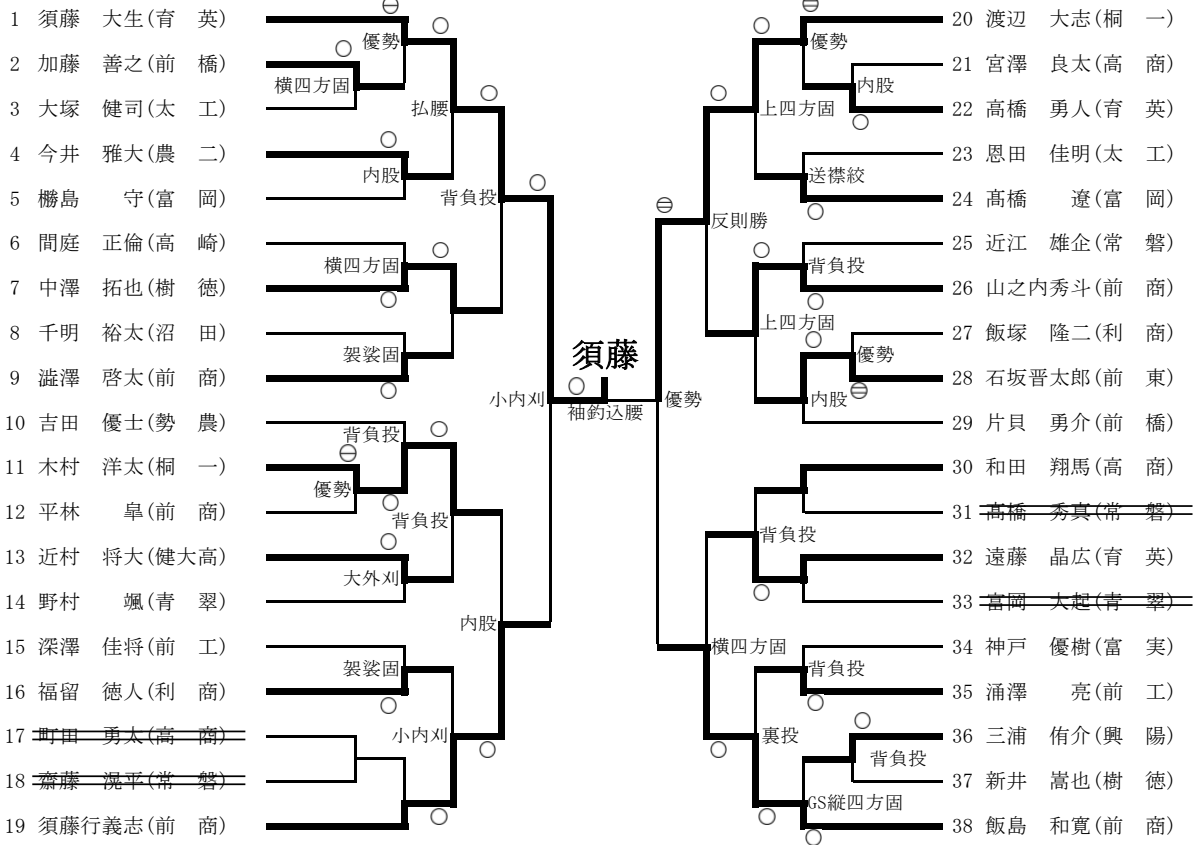 1 須藤 大生(育 英)
2 加藤 善之(前 橋)
3 大塚 健司(太 工)
4 今井 雅大(農 二)
5 橳島 守(富 岡)
6 間庭 正倫(高 崎)
7 中澤 拓也(樹 徳)
8 千明 裕太(沼 田)
9 澁澤 啓太(前 商)
10 吉田 優士(勢 農)
11 木村 洋太(桐 一)
12 平林 皐(前 商)
13 近村 将大(健大高)
14 野村 颯(青 翠)
15 深澤 佳将(前 工)
16 福留 徳人(利 商)
17 町田 勇太(高 商)
18 齋藤 滉平(常 磐)
19 須藤行義志(前 商)
優勢
横四方固
払腰
内股
背負投
横四方固
袈裟固
小内刈
背負投
優勢
背負投
大外刈
内股
袈裟固
小内刈
須藤
袖釣込腰
優勢
上四方固
内股
送襟絞
反則勝
背負投
上四方固
優勢
内股
優勢
背負投
横四方固
背負投
裏投
背負投
GS縦四方固
20 渡辺 大志(桐 一)
21 宮澤 良太(高 商)
22 高橋 勇人(育 英)
23 恩田 佳明(太 工)
24 髙橋 遼(富 岡)
25 近江 雄企(常 磐)
26 山之内秀斗(前 商)
27 飯塚 隆二(利 商)
28 石坂晋太郎(前 東)
29 片貝 勇介(前 橋)
30 和田 翔馬(高 商)
31 高橋 秀真(常 磐)
32 遠藤 晶広(育 英)
33 富岡 大起(青 翠)
34 神戸 優樹(富 実)
35 涌澤 亮(前 工)
36 三浦 侑介(興 陽)
37 新井 嵩也(樹 徳)
38 飯島 和寛(前 商)